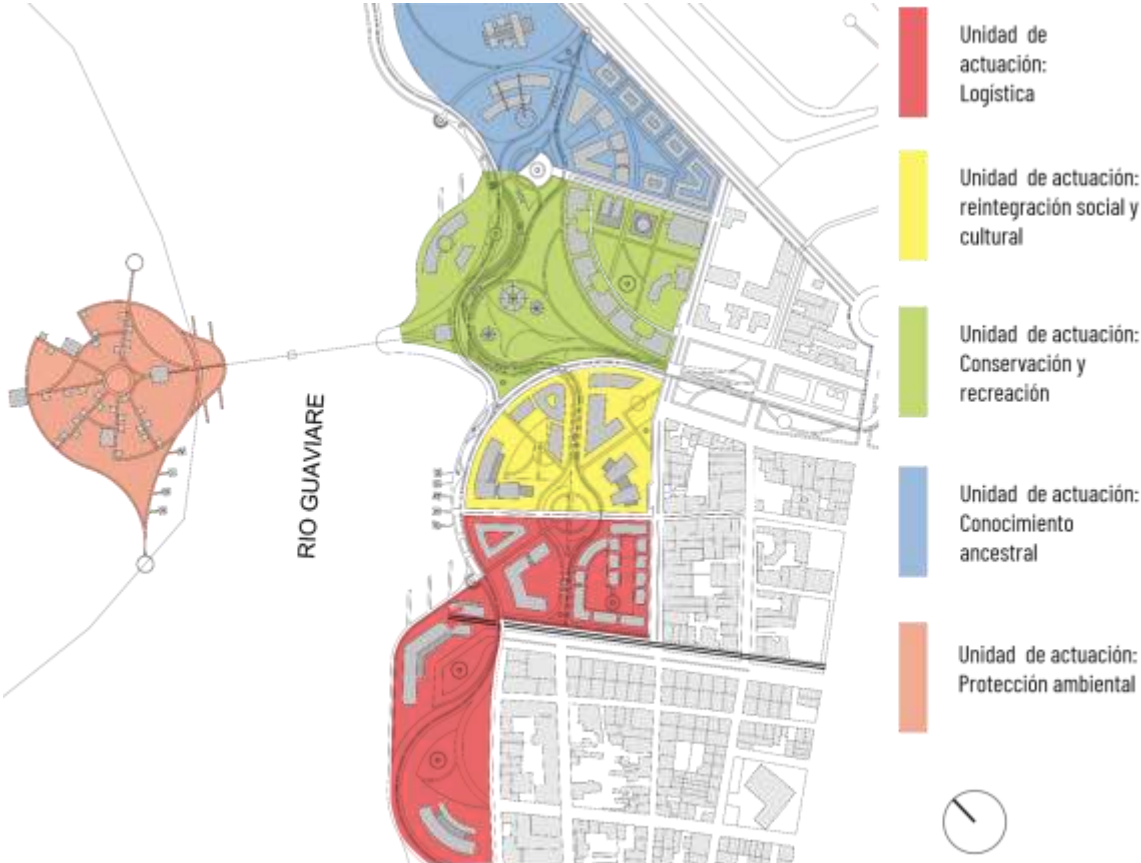 Unidad de
actuación:
Logística
Unidad de actuación:
reintegración social y
cultural
Unidad de actuación:
Conservación y
recreación
Unidad de actuación:
Conocimiento
ancestral
Unidad de actuación:
Protección ambiental
RIO GUAVIARE